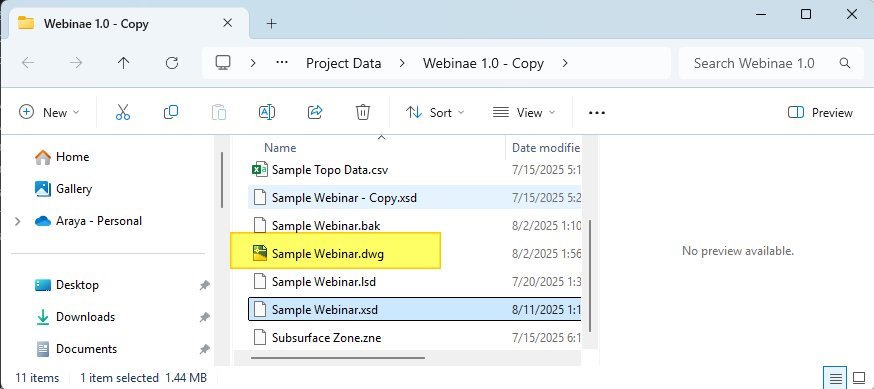 Webinae 1.0 - Copy
Project Data
Webinae 1.0 - Copy
Search Webinae 1.0
New
Sort
View
Preview
Home
Gallery
Araya - Personal
Desktop
Downloads
Documents
Name
Date modifie
Sample Topo Data.csv 7/15/2025 5:1
Sample Webinar - Copy.xsd 7/15/2025 5:2
Sample Webinar.bak 8/2/2025 1:10
Sample Webinar.dwg 8/2/2025 1:56
Sample Webinar.lsd 7/20/2025 1:3
Sample Webinar.xsd 8/11/2025 1:1
Subsurface Zone.zne 7/15/2025 6:1
No preview available.
11 items 1 item selected 1.44 MB